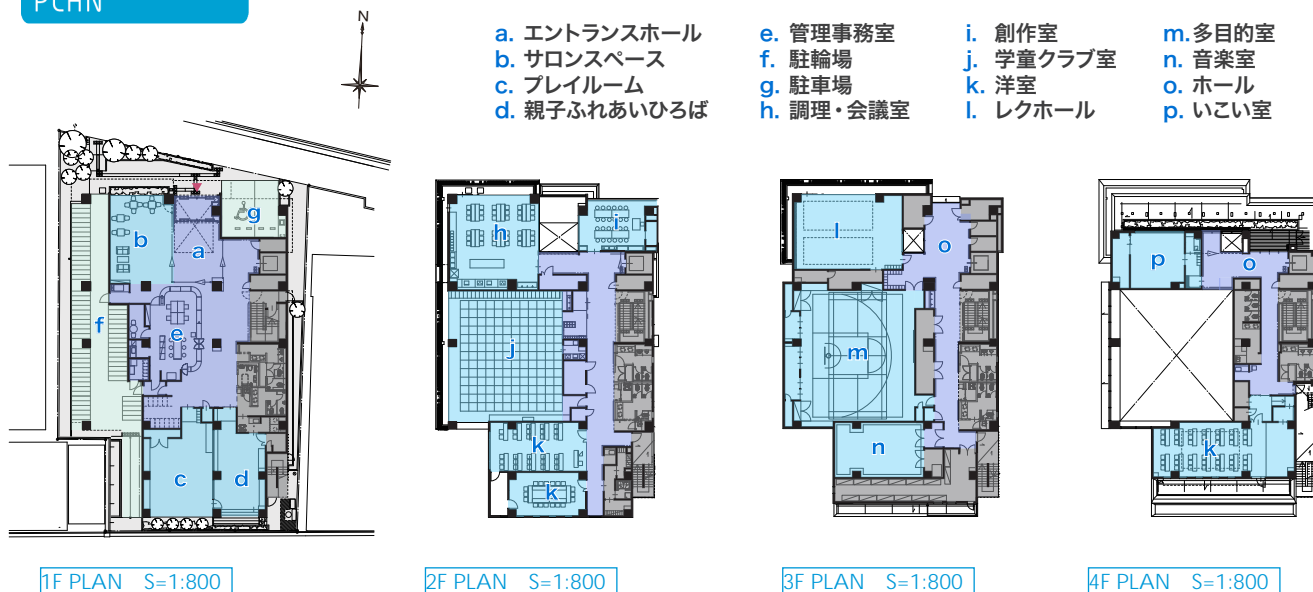 PLAN
N
a. エントランスホール
b. サロンスペース
c. プレイルーム
d. 親子ふれあいひろば
e. 管理事務室
f. 駐輪場
g. 駐車場
h. 調理・会議室
i. 創作室
j. 学童クラブ室
k. 洋室
l. レクホール
m. 多目的室
n. 音楽室
o. ホール
p. いこい室
b
a
g
f
e
c
d
h
i
j
k
k
l
o
m
n
p
o
k
1F PLAN S=1:800
2F PLAN S=1:800
3F PLAN S=1:800
4F PLAN S=1:800